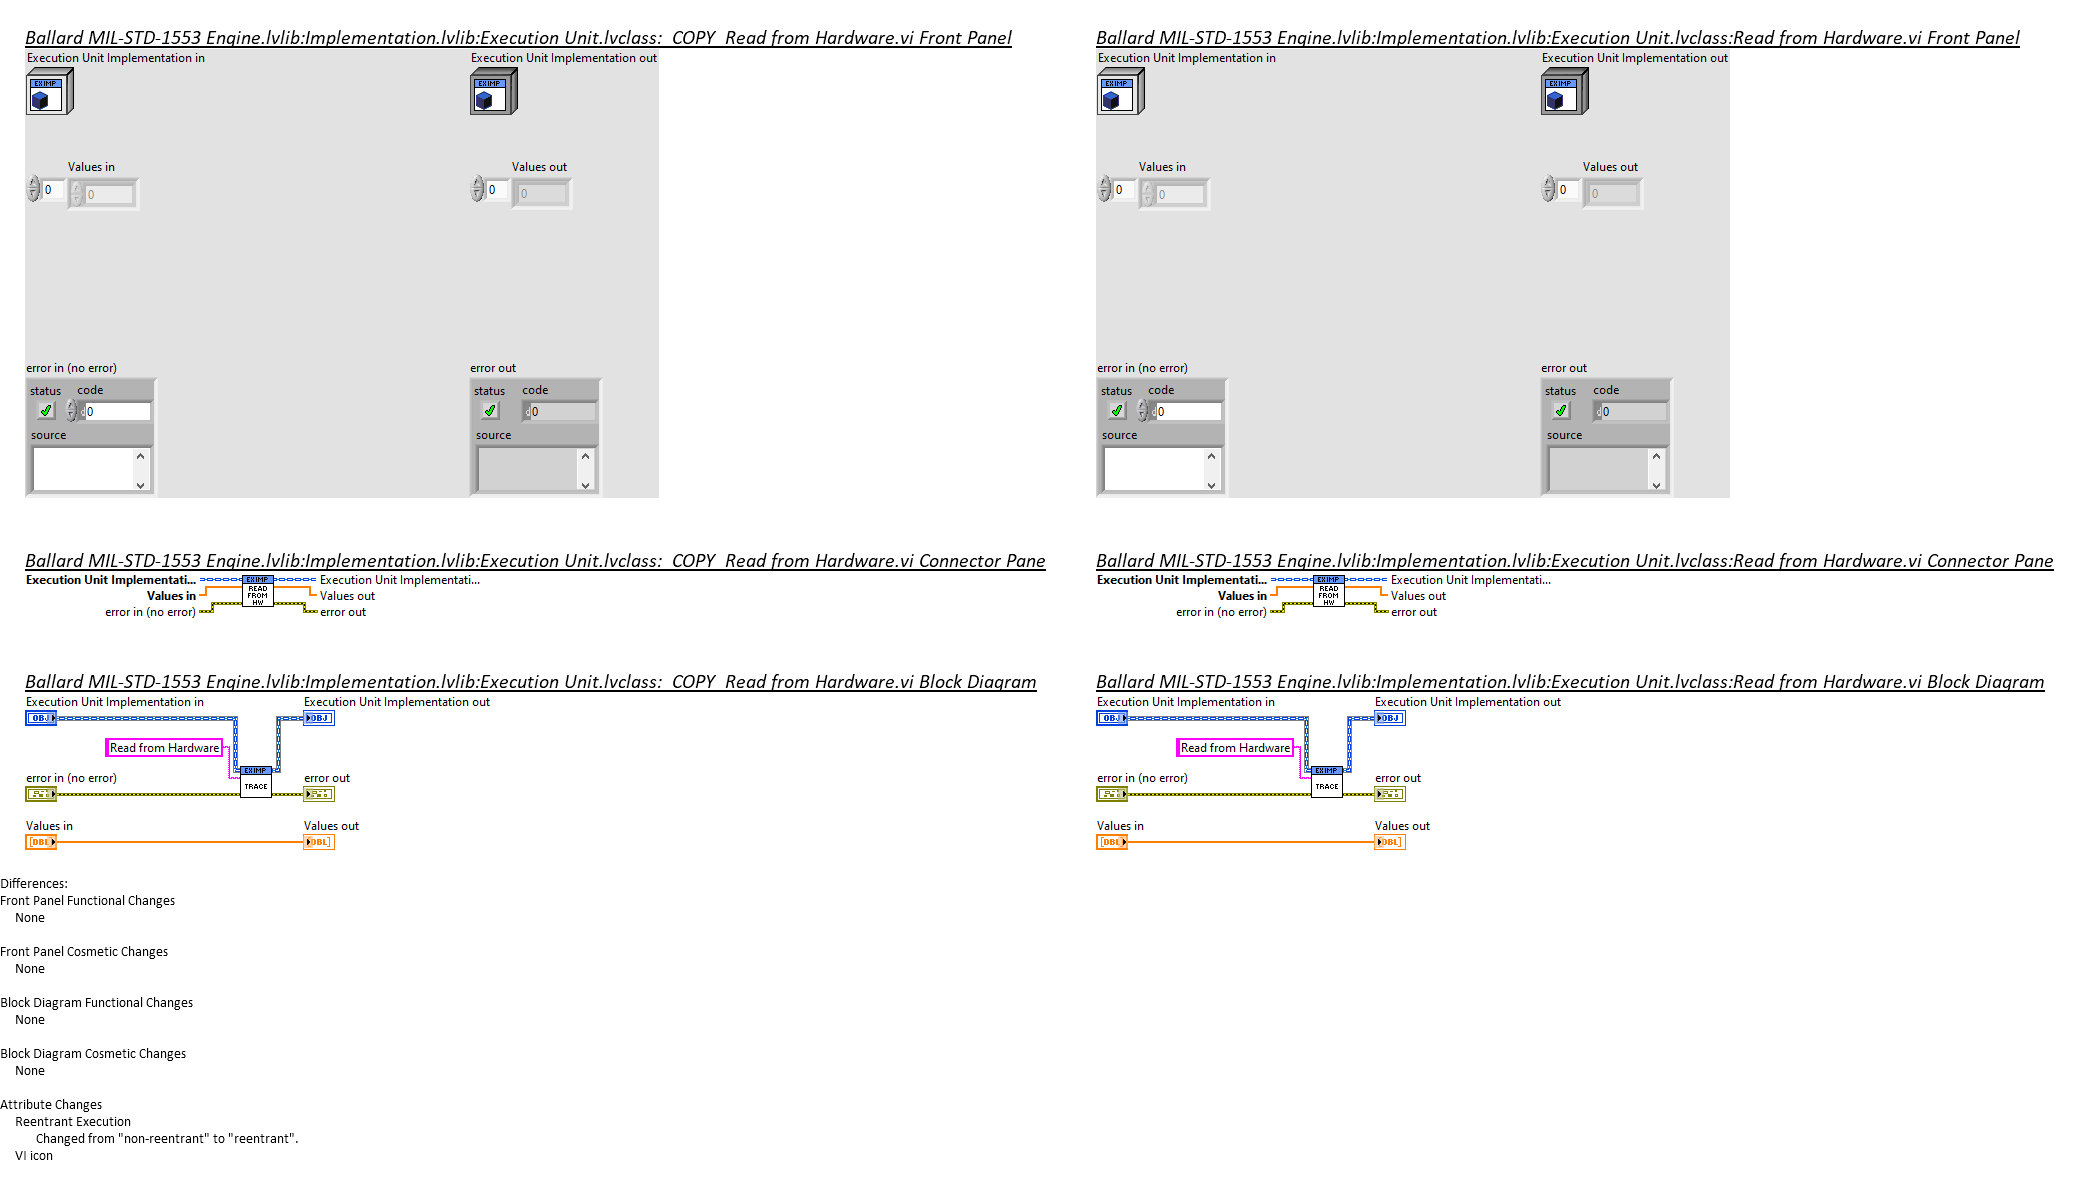 Ballard MIL-STD-1553 Engine.lvlib:Implementation.lvlib:Execution Unit.lvclass:  COPY  Read from Hardware.vi Front Panel
Execution Unit Implementation in
Execution Unit Implementation out
EXIMP
EXIMP
Values in
Values out
0
0
0
0
error in (no error)
error out
status
code
status
code
d0
d0
source
source
Ballard MIL-STD-1553 Engine.lvlib:Implementation.lvlib:Execution Unit.lvclass:Read from Hardware.vi Front Panel
Execution Unit Implementation in
Execution Unit Implementation out
EXIMP
EXIMP
Values in
Values out
0
0
0
0
error in (no error)
error out
status
code
status
code
d0
d0
source
source
Ballard MIL-STD-1553 Engine.lvlib:Implementation.lvlib:Execution Unit.lvclass:  COPY  Read from Hardware.vi Connector Pane
Execution Unit Implementati...
EXIMP
Execution Unit Implementati...
READ
FROM
HW
Values in
Values out
error in (no error)
error out
Ballard MIL-STD-1553 Engine.lvlib:Implementation.lvlib:Execution Unit.lvclass:Read from Hardware.vi Connector Pane
Execution Unit Implementati...
EXIMP
Execution Unit Implementati...
READ
FROM
HW
Values in
Values out
error in (no error)
error out
Ballard MIL-STD-1553 Engine.lvlib:Implementation.lvlib:Execution Unit.lvclass:  COPY  Read from Hardware.vi Block Diagram
Execution Unit Implementation in
Execution Unit Implementation out
OBJ
OBJ
Read from Hardware
EXIMP
TRACE
error in (no error)
error out
Values in
Values out
[DBL]
[DBL]
Ballard MIL-STD-1553 Engine.lvlib:Implementation.lvlib:Execution Unit.lvclass:Read from Hardware.vi Block Diagram
Execution Unit Implementation in
Execution Unit Implementation out
OBJ
OBJ
Read from Hardware
EXIMP
TRACE
error in (no error)
error out
Values in
Values out
[DBL]
[DBL]
Differences:
Front Panel Functional Changes
None
Front Panel Cosmetic Changes
None
Block Diagram Functional Changes
None
Block Diagram Cosmetic Changes
None
Attribute Changes
Reentrant Execution
Changed from "non-reentrant" to "reentrant".
VI icon